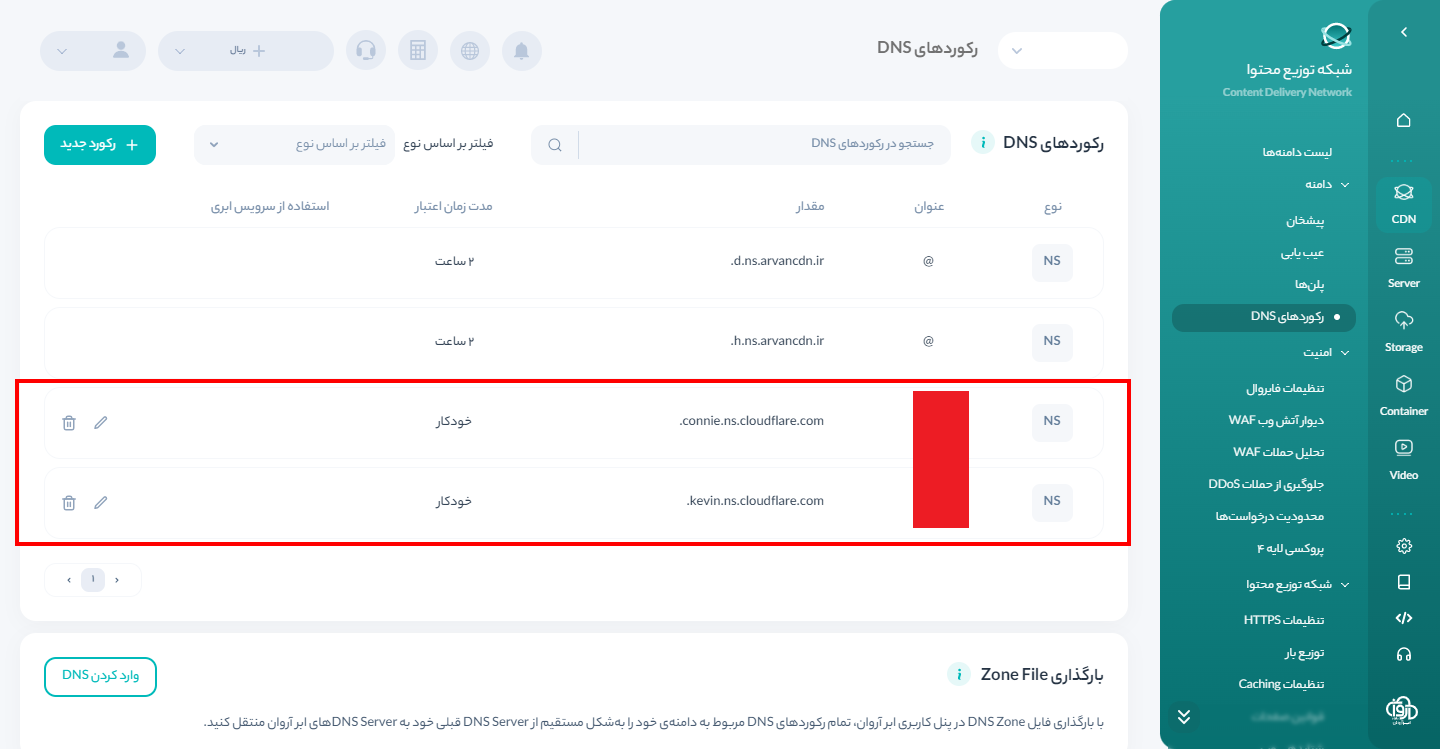 شبکه توزیع محتوا
Content Delivery Network
لیست دامنه‌ها
دامنه
پیشخان
عیب یابی
پلن‌ها
رکوردهای DNS
امنیت
تنظیمات فایروال
دیوار آتش وب WAF
تحلیل حملات WAF
جلوگیری از حملات DDoS
محدودیت درخواست‌ها
پروکسی لایه ۴
شبکه توزیع محتوا
تنظیمات HTTPS
توزیع بار
تنظیمات Caching
CDN
Server
Storage
Container
Video
رکوردهای DNS
ریال
رکوردهای DNS
جستجو در رکوردهای DNS
فیلتر بر اساس نوع
فیلتر بر اساس نوع
رکورد جدید
نوع عنوان مقدار مدت زمان اعتبار استفاده از سرویس ابری
NS @ d.ns.arvancdn.ir. ۲ ساعت
NS @ h.ns.arvancdn.ir. ۲ ساعت
NS connie.ns.cloudflare.com. خودکار
NS kevin.ns.cloudflare.com. خودکار
۱
بارگذاری Zone File
وارد کردن DNS
با بارگذاری فایل DNS Zone در پنل کاربری ابر آروان، تمام رکوردهای DNS مربوط به دامنه‌ی خود را به‌شکل مستقیم از DNS Server قبلی خود به DNS Serverهای ابر آروان منتقل کنید.